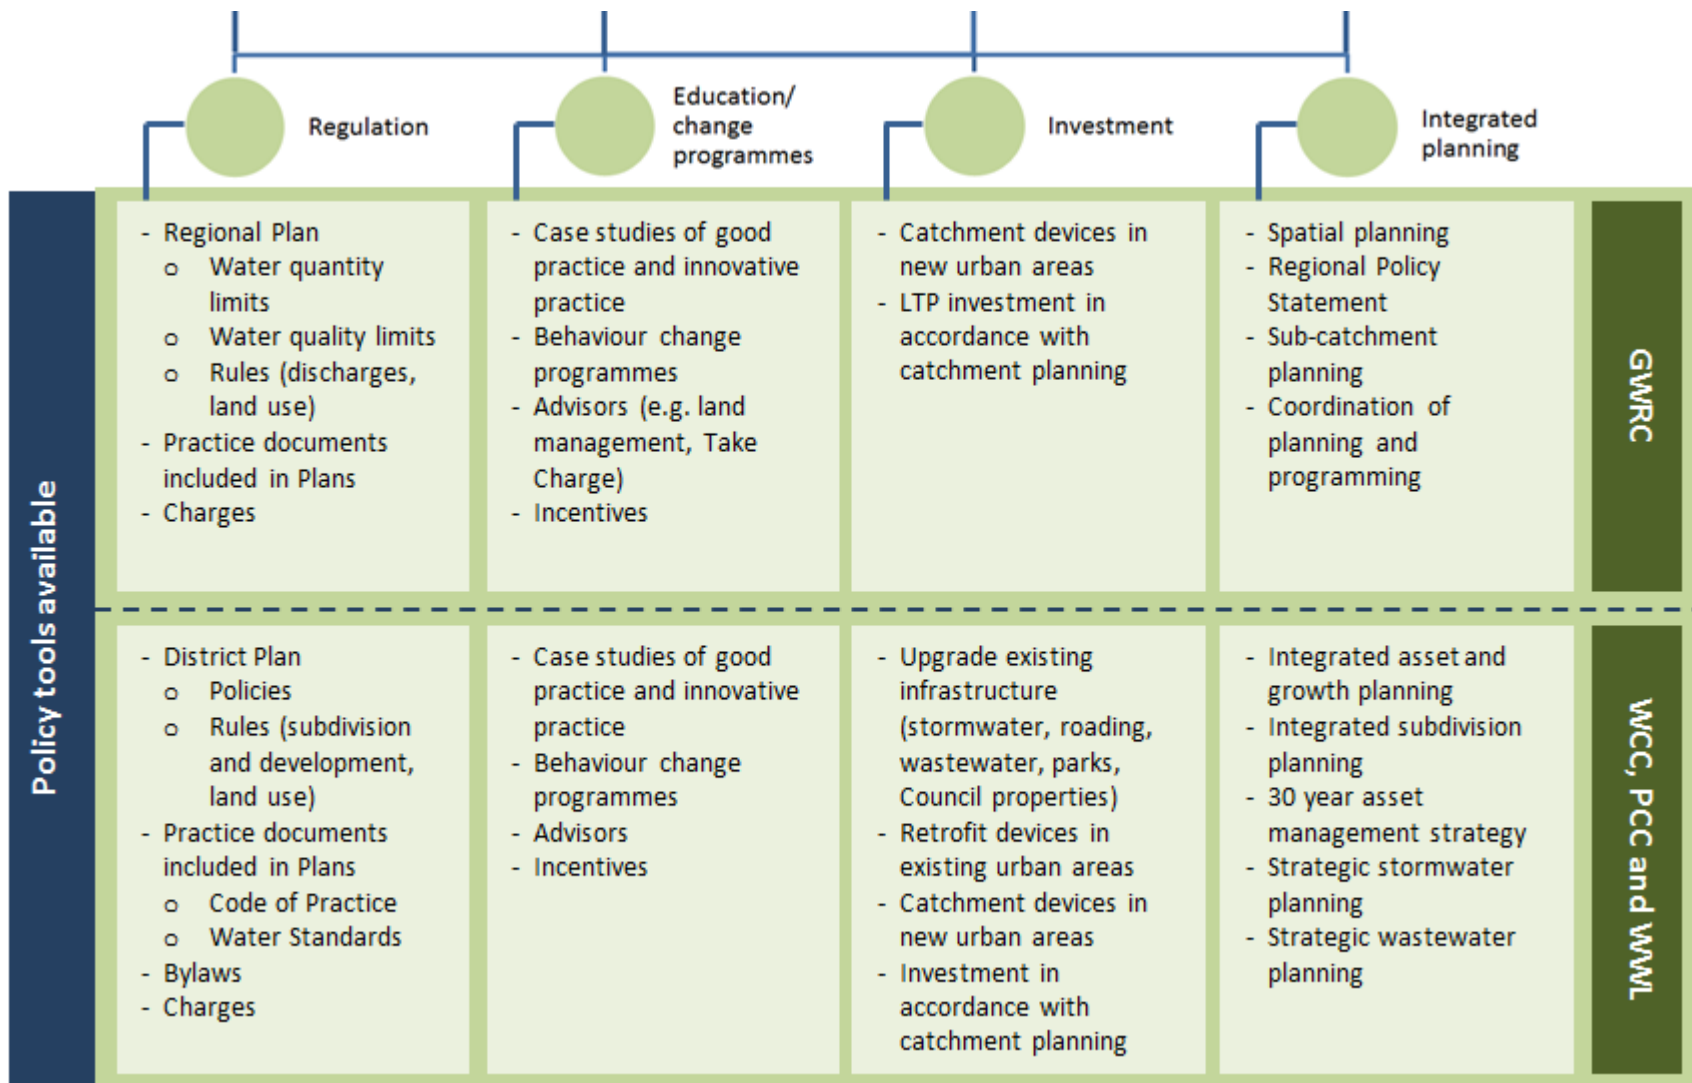 Regulation
Education/
change
programmes
Investment
Integrated
planning
Policy tools available
- Regional Plan
o Water quantity
limits
o Water quality limits
o Rules (discharges,
land use)
- Practice documents
included in Plans
- Charges
- Case studies of good
practice and innovative
practice
- Behaviour change
programmes
- Advisors (e.g. land
management, Take
Charge)
- Incentives
- Catchment devices in
new urban areas
- LTP investment in
accordance with
catchment planning
- Spatial planning
- Regional Policy
Statement
- Sub-catchment
planning
- Coordination of
planning and
programming
GWRC
- District Plan
o Policies
o Rules (subdivision
and development,
land use)
- Practice documents
included in Plans
o Code of Practice
o Water Standards
- Bylaws
- Charges
- Case studies of good
practice and innovative
practice
- Behaviour change
programmes
- Advisors
- Incentives
- Upgrade existing
infrastructure
(stormwater, roading,
wastewater, parks,
Council properties)
- Retrofit devices in
existing urban areas
- Catchment devices in
new urban areas
- Investment in
accordance with
catchment planning
- Integrated asset and
growth planning
- Integrated subdivision
planning
- 30 year asset
management strategy
- Strategic stormwater
planning
- Strategic wastewater
planning
WCC, PCC and WWL